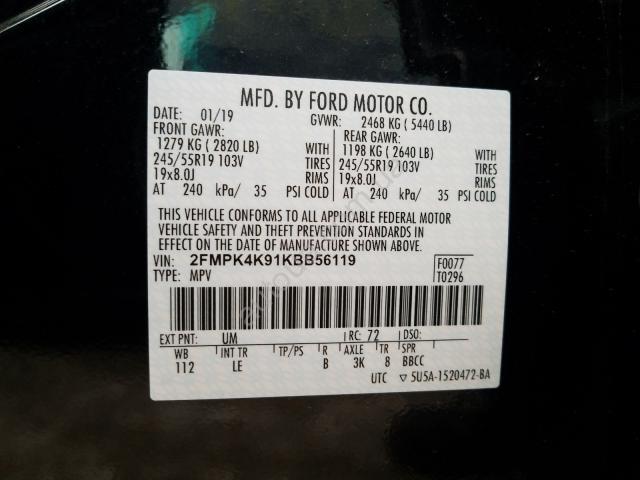 MFD. BY FORD MOTOR CO.
DATE: 01/19 GVWR: 2468 KG ( 5440 LB)
FRONT GAWR: REAR GAWR:
1279 KG ( 2820 LB) 1198 KG ( 2640 LB)
245/55R19 103V TIRES 245/55R19 103V TIRES
19x8.0J RIMS 19x8.0J RIMS
AT 240 kPa/ 35 PSI COLD AT 240 kPa/ 35 PSI COLD
THIS VEHICLE CONFORMS TO ALL APPLICABLE FEDERAL MOTOR
VEHICLE SAFETY AND THEFT PREVENTION STANDARDS IN
EFFECT ON THE DATE OF MANUFACTURE SHOWN ABOVE.
VIN: 2FMPK4K91KBB56119 F0077
TYPE: MPV T0296
EXT PNT: UM RC: 72 DSO:
WB INT TR TP/PS R AXLE TR SPR
112 LE B 3K 8 BBCC
UTC ▽ 5U5A-1520472-BA